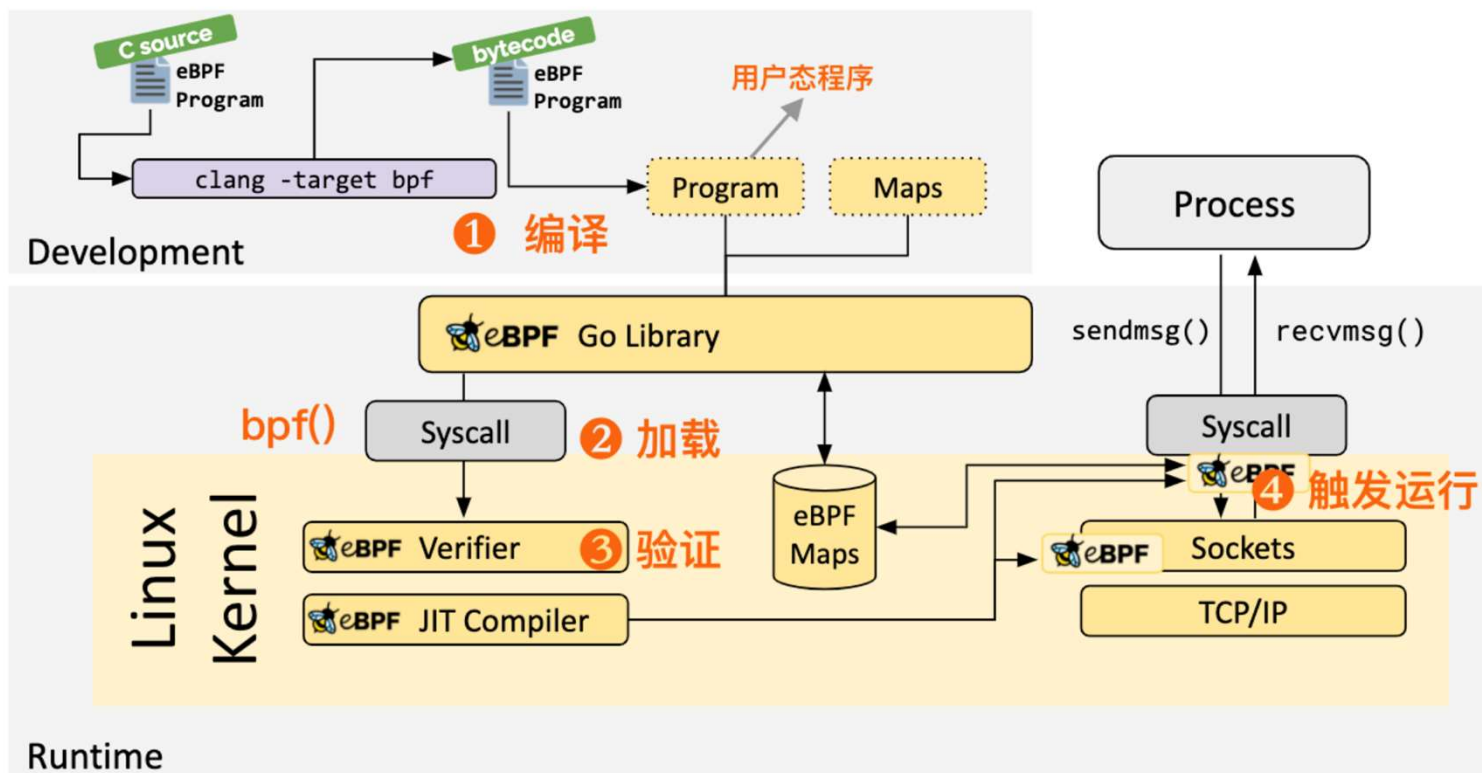 C source
eBPF
Program
bytecode
eBPF
Program
用户态程序
clang -target bpf
Program
Maps
Process
❶ 编译
Development
eBPF Go Library
sendmsg()
recvmsg()
bpf()
Syscall
❷ 加载
Syscall
eBPF
❹ 触发运行
Linux
Kernel
eBPF Verifier
❸ 验证
eBPF
Maps
eBPF
Sockets
eBPF JIT Compiler
TCP/IP
Runtime